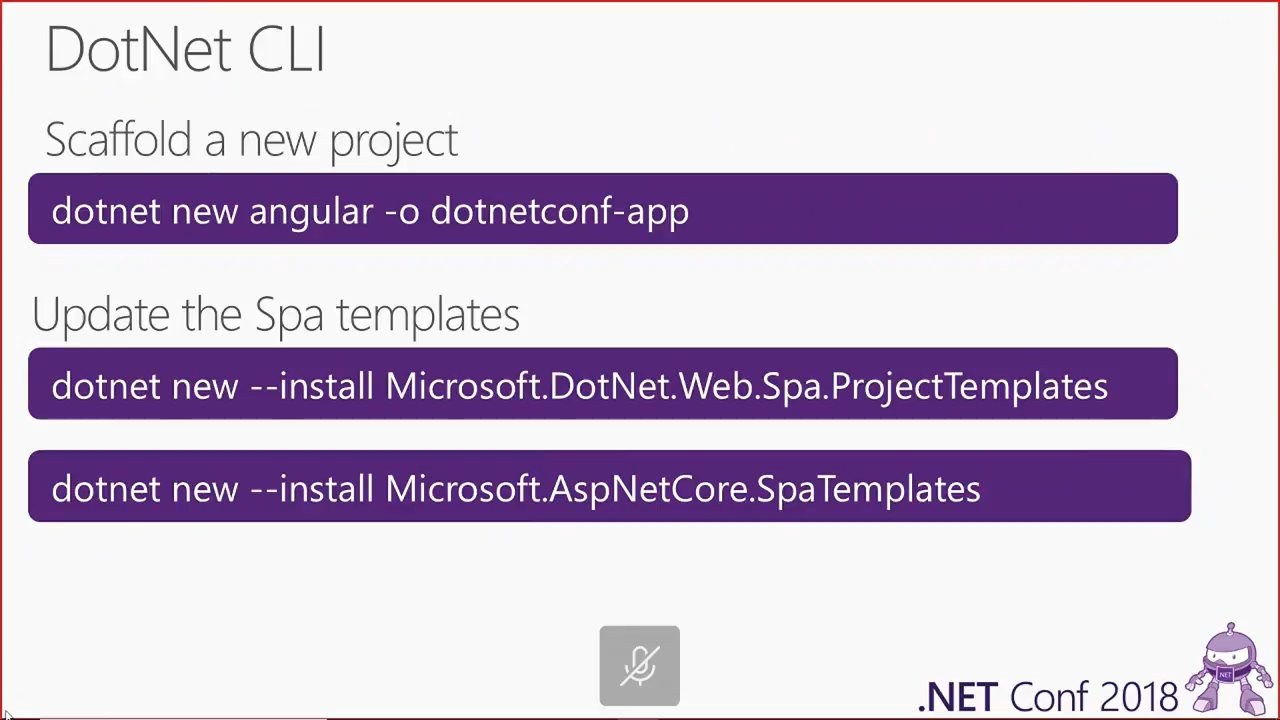 DotNet CLI
Scaffold a new project
dotnet new angular -o dotnetconf-app
Update the Spa templates
dotnet new --install Microsoft.DotNet.Web.Spa.ProjectTemplates
dotnet new --install Microsoft.AspNetCore.SpaTemplates
.NET Conf 2018
.NET